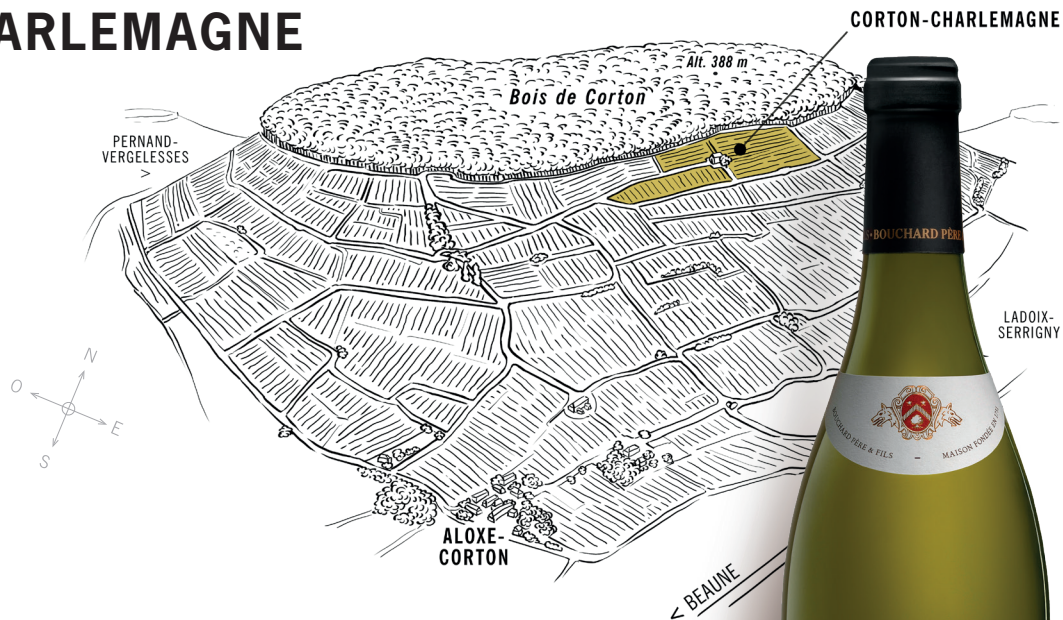 ARLEMAGNE
CORTON-CHARLEMAGNE
Alt. 388 m
Bois de Corton
PERNAND-
VERGELESSES
>
• BOUCHARD PÈRE
LADOIX-
SERRIGNY
N
O
E
S
BOUCHARD PÈRE & FILS – MAISON FONDÉE EN
ALOXE-
CORTON
< BEAUNE